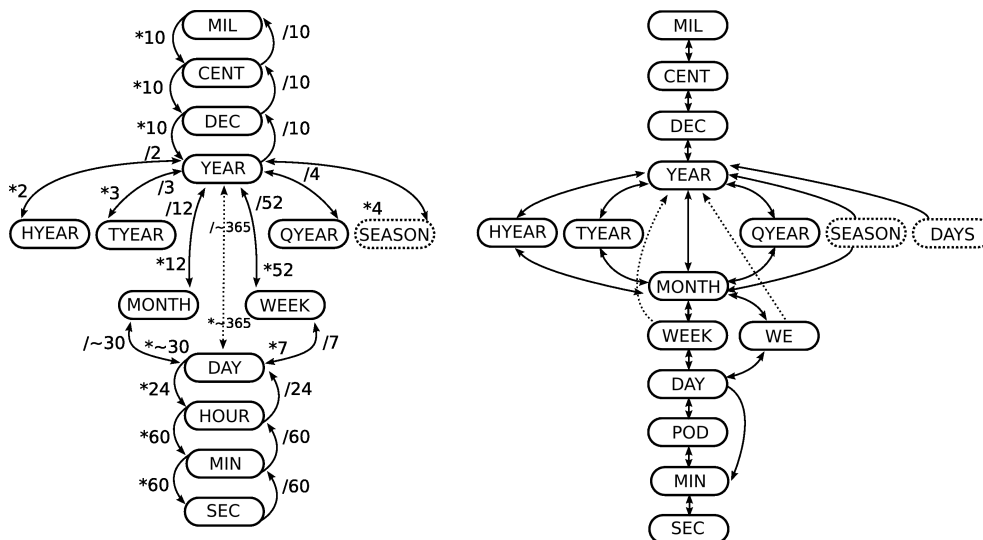 MIL
*10
/10
CENT
*10
/10
DEC
*10
/10
/2
YEAR
/4
*2
*3
/3
/12
/~365
/52
*4
HYEAR
TYEAR
QYEAR
SEASON
*12
*52
MONTH
WEEK
*~365
/~30
*~30
*7
/7
DAY
*24
/24
HOUR
*60
/60
MIN
*60
/60
SEC
MIL
CENT
DEC
YEAR
HYEAR
TYEAR
QYEAR
SEASON
DAYS
MONTH
WEEK
WE
DAY
POD
MIN
SEC